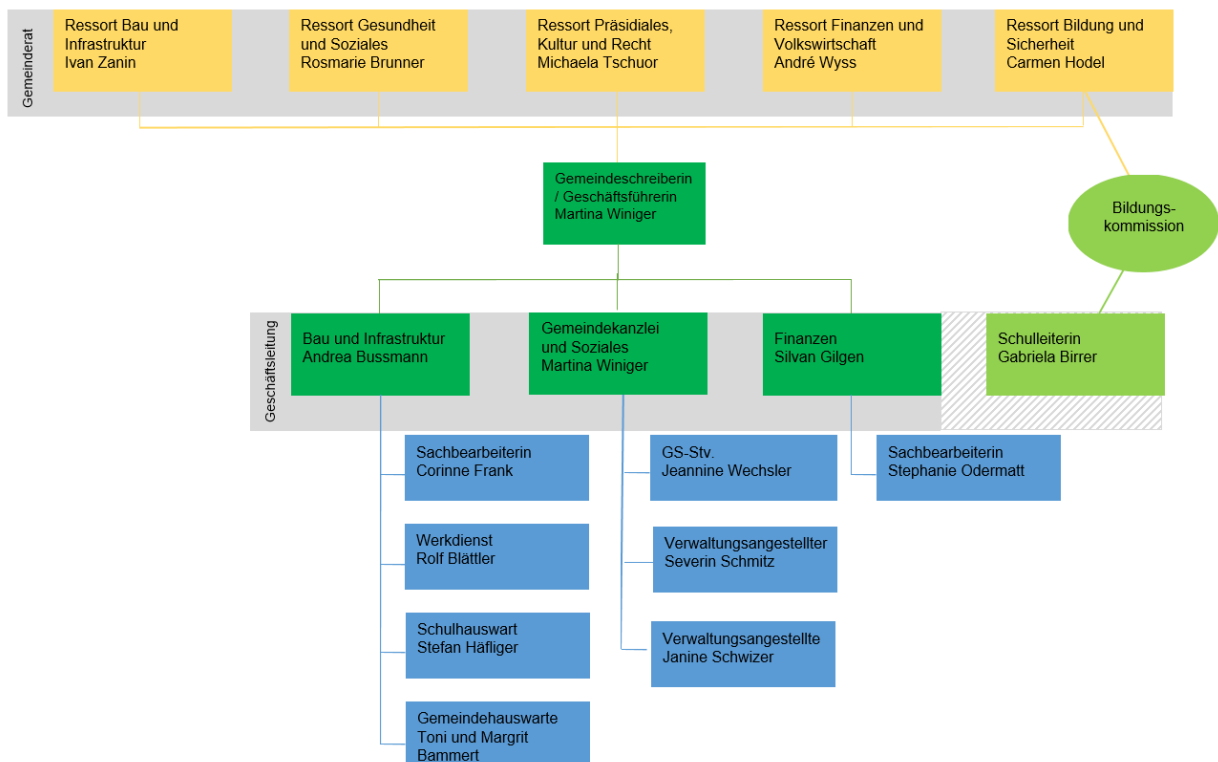 Gemeinderat
Ressort Bau und
Infrastruktur
Ivan Zanin
Ressort Gesundheit
und Soziales
Rosmarie Brunner
Ressort Präsidiales,
Kultur und Recht
Michaela Tschuor
Ressort Finanzen und
Volkswirtschaft
André Wyss
Ressort Bildung und
Sicherheit
Carmen Hodel
Gemeindeschreiberin
/ Geschäftsführerin
Martina Winiger
Bildungs-
kommission
Geschäftsleitung
Bau und Infrastruktur
Andrea Bussmann
Gemeindekanzlei
und Soziales
Martina Winiger
Finanzen
Silvan Gilgen
Schulleiterin
Gabriela Birrer
Sachbearbeiterin
Corinne Frank
GS-Stv.
Jeannine Wechsler
Sachbearbeiterin
Stephanie Odermatt
Werkdienst
Rolf Blättler
Verwaltungsangestellter
Severin Schmitz
Schulhauswart
Stefan Häfliger
Verwaltungsangestellte
Janine Schwizer
Gemeindehauswarte
Toni und Margrit
Bammert